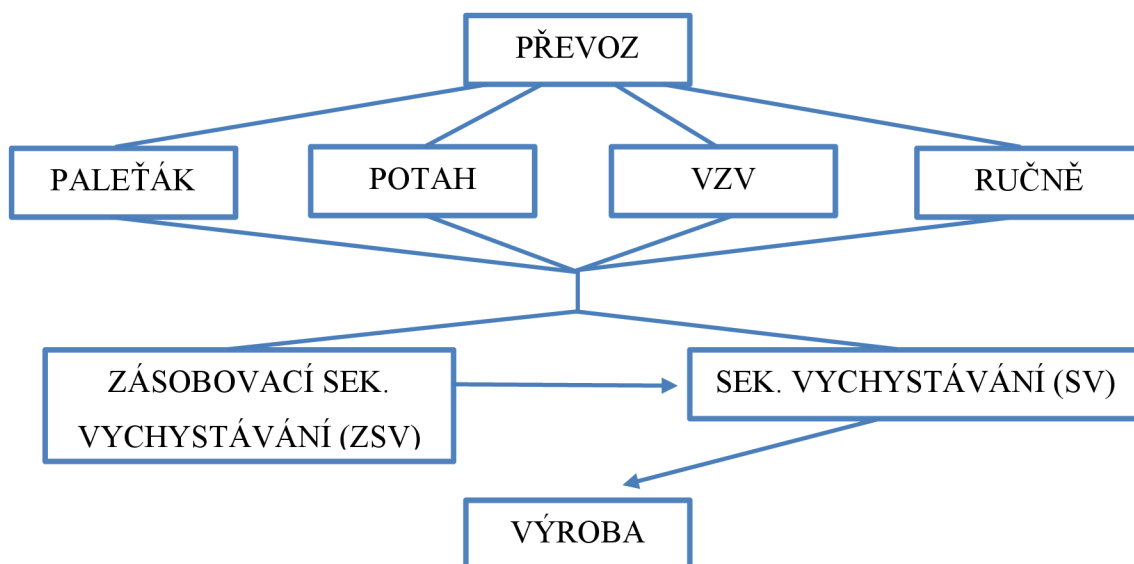 PŘEVOZ
PALEŤÁK
POTAH
VZV
RUČNĚ
ZÁSOBOVACÍ SEK.
VYCHYSTÁVÁNÍ (ZSV)
SEK. VYCHYSTÁVÁNÍ (SV)
VÝROBA